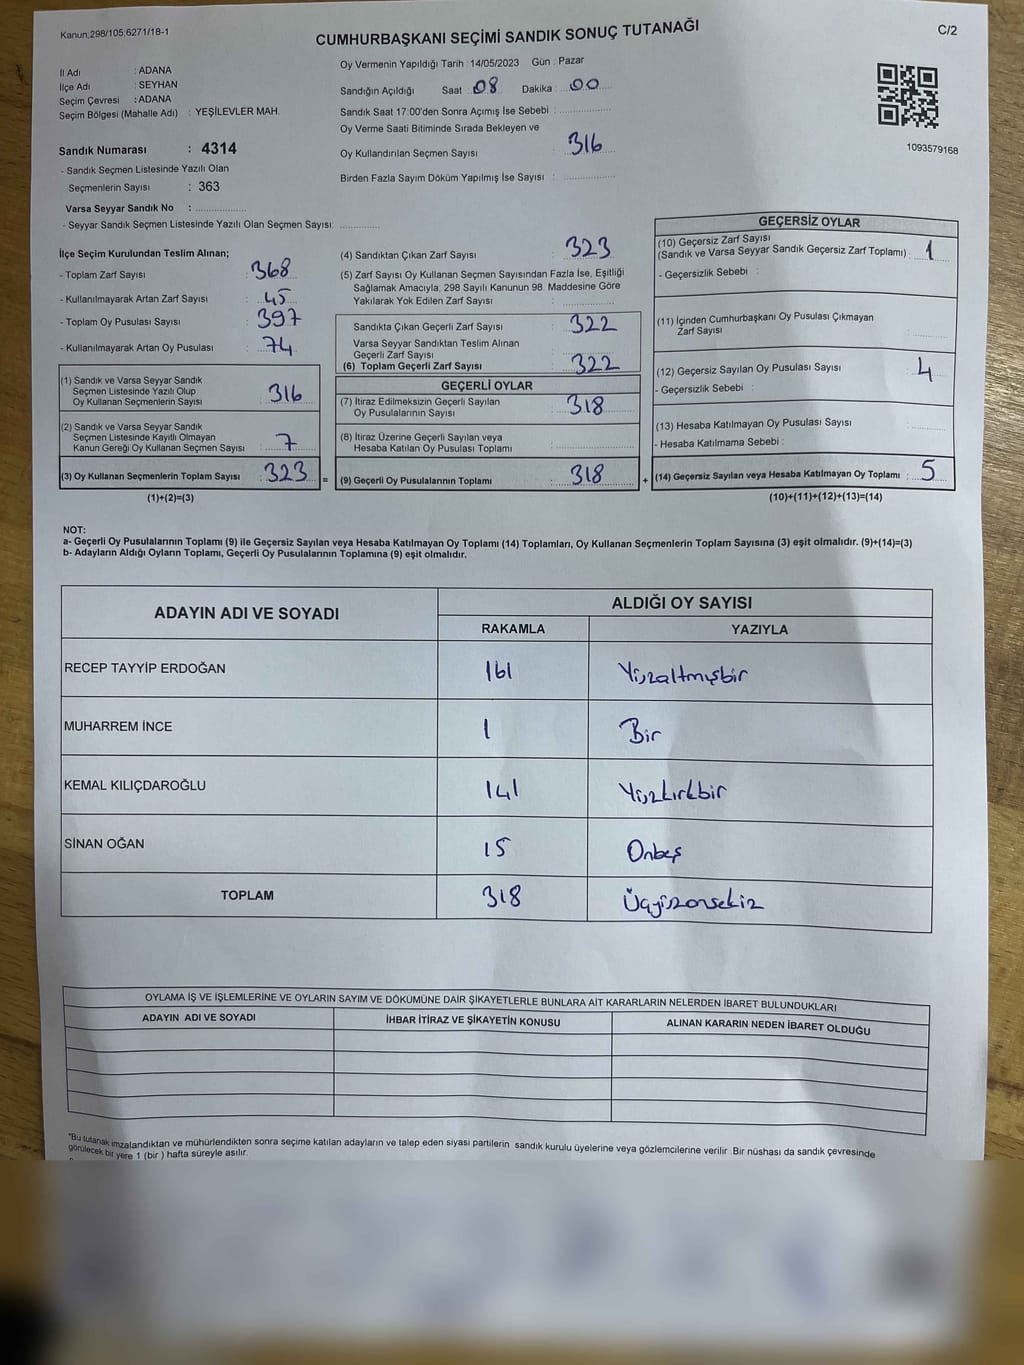 Kanun:298/105;6271/18-1
CUMHURBAŞKANI SEÇİMİ SANDIK SONUÇ TUTANAĞI
C/2
İl Adı : ADANA
İlçe Adı : SEYHAN
Seçim Çevresi : ADANA
Seçim Bölgesi (Mahalle Adı) : YEŞİLEVLER MAH.
Sandık Numarası : 4314
- Sandık Seçmen Listesinde Yazılı Olan
Seçmenlerin Sayısı : 363
Varsa Seyyar Sandık No :
- Seyyar Sandık Seçmen Listesinde Yazılı Olan Seçmen Sayısı:
Oy Vermenin Yapıldığı Tarih : 14/05/2023 Gün : Pazar
Sandığın Açıldığı Saat : 08 Dakika : 00
Sandık Saat 17:00'den Sonra Açımış İse Sebebi :
Oy Verme Saati Bitiminde Sırada Bekleyen ve
Oy Kullandırılan Seçmen Sayısı : 316
Birden Fazla Sayım Döküm Yapılmış İse Sayısı :
1093579168
İlçe Seçim Kurulundan Teslim Alınan;
- Toplam Zarf Sayısı : 368
- Kullanılmayarak Artan Zarf Sayısı : 45
- Toplam Oy Pusulası Sayısı : 397
- Kullanılmayarak Artan Oy Pusulası : 74
(1) Sandık ve Varsa Seyyar Sandık
Seçmen Listesinde Yazılı Olup
Oy Kullanan Seçmenlerin Sayısı : 316
(2) Sandık ve Varsa Seyyar Sandık
Seçmen Listesinde Kayıtlı Olmayan
Kanun Gereği Oy Kullanan Seçmen Sayısı : 7
(3) Oy Kullanan Seçmenlerin Toplam Sayısı : 323
(1)+(2)=(3)
(4) Sandıktan Çıkan Zarf Sayısı : 323
(5) Zarf Sayısı Oy Kullanan Seçmen Sayısından Fazla İse, Eşitliği
Sağlamak Amacıyla, 298 Sayılı Kanunun 98. Maddesine Göre
Yakılarak Yok Edilen Zarf Sayısı :
Sandıkta Çıkan Geçerli Zarf Sayısı : 322
Varsa Seyyar Sandıktan Teslim Alınan
Geçerli Zarf Sayısı :
(6) Toplam Geçerli Zarf Sayısı : 322
GEÇERLİ OYLAR
(7) İtiraz Edilmeksizin Geçerli Sayılan
Oy Pusulalarının Sayısı : 318
(8) İtiraz Üzerine Geçerli Sayılan veya
Hesaba Katılan Oy Pusulası Toplamı :
= (9) Geçerli Oy Pusulalarının Toplamı : 318
GEÇERSİZ OYLAR
(10) Geçersiz Zarf Sayısı
(Sandık ve Varsa Seyyar Sandık Geçersiz Zarf Toplamı) : 1
- Geçersizlik Sebebi :
(11) İçinden Cumhurbaşkanı Oy Pusulası Çıkmayan
Zarf Sayısı :
(12) Geçersiz Sayılan Oy Pusulası Sayısı : 4
- Geçersizlik Sebebi :
(13) Hesaba Katılmayan Oy Pusulası Sayısı :
- Hesaba Katılmama Sebebi :
+ (14) Geçersiz Sayılan veya Hesaba Katılmayan Oy Toplamı : 5
(10)+(11)+(12)+(13)=(14)
NOT:
a- Geçerli Oy Pusulalarının Toplamı (9) ile Geçersiz Sayılan veya Hesaba Katılmayan Oy Toplamı (14) Toplamları, Oy Kullanan Seçmenlerin Toplam Sayısına (3) eşit olmalıdır. (9)+(14)=(3)
b- Adayların Aldığı Oyların Toplamı, Geçerli Oy Pusulalarının Toplamına (9) eşit olmalıdır.
ADAYIN ADI VE SOYADI
ALDIĞI OY SAYISI
RAKAMLA YAZIYLA
RECEP TAYYİP ERDOĞAN 161 Yüzaltmışbir
MUHARREM İNCE 1 Bir
KEMAL KILIÇDAROĞLU 141 Yüzkırkbir
SİNAN OĞAN 15 Onbeş
TOPLAM 318 Üçyüzonsekiz
OYLAMA İŞ VE İŞLEMLERİNE VE OYLARIN SAYIM VE DÖKÜMÜNE DAİR ŞİKAYETLERLE BUNLARA AİT KARARLARIN NELERDEN İBARET BULUNDUKLARI
ADAYIN ADI VE SOYADI İHBAR İTİRAZ VE ŞİKAYETİN KONUSU ALINAN KARARIN NEDEN İBARET OLDUĞU
"Bu tutanak imzalandıktan ve mühürlendikten sonra seçime katılan adayların ve talep eden siyasi partilerin sandık kurulu üyelerine veya gözlemcilerine verilir. Bir nüshası da sandık çevresinde
görülecek bir yere 1 (bir ) hafta süreyle asılır.